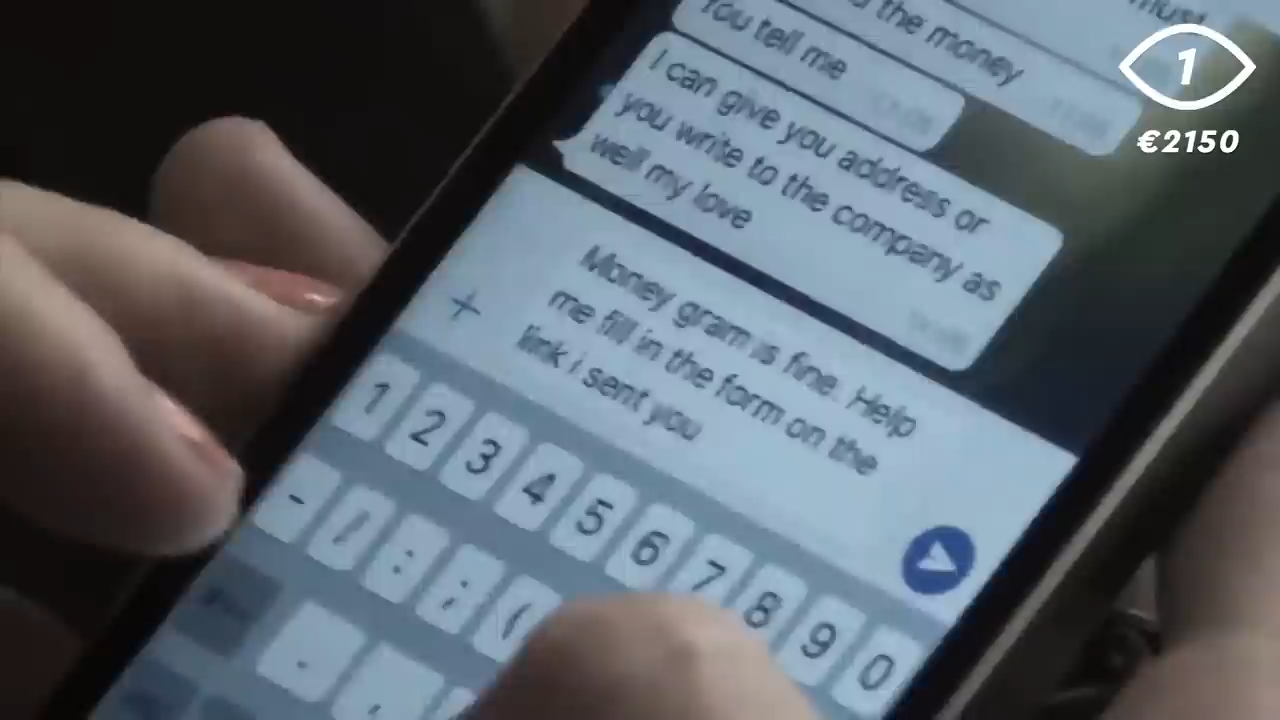 must
the money
You tell me
I can give you address or
you write to the company as
well my love
Money gram is fine. Help
me fill in the form on the
link i sent you
1 2 3 4 5 6 7 8 9 0
- / : ; (
. ,
1
€2150